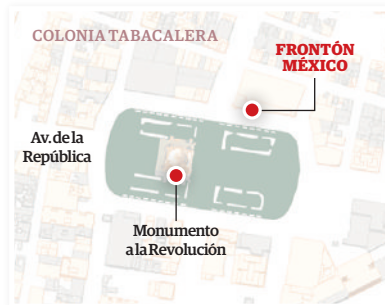 COLONIA TABACALERA
FRONTÓN
MÉXICO
Av. de la
República
Monumento
a la Revolución